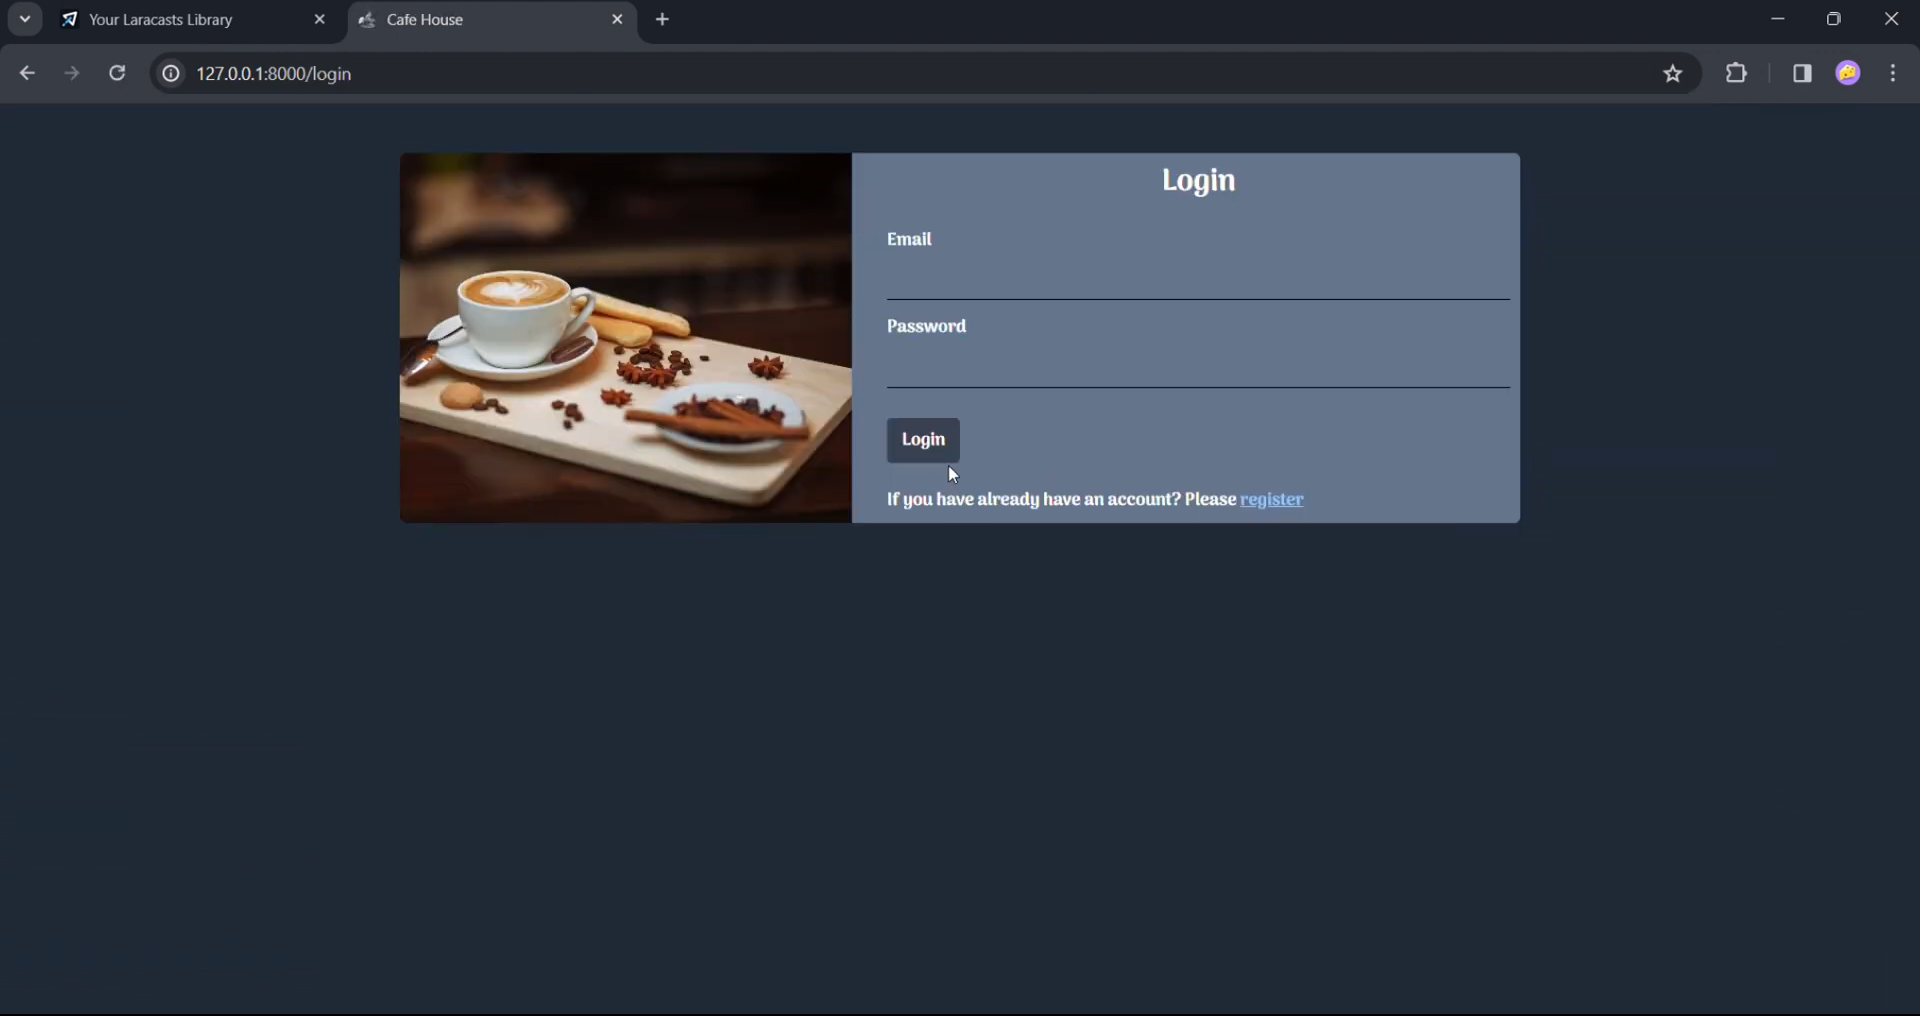 Your Laracasts Library
Cafe House
127.0.0.1:8000/login
Login
Email
Password
Login
If you have already have an account? Please register